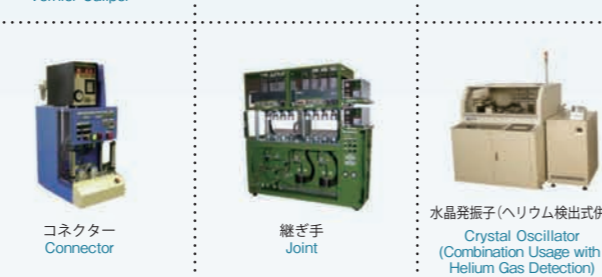 コネクター
Connector
継ぎ手
Joint
水晶発振子(ヘリウム検出式
Crystal Oscillator
(Combination Usage with
Helium Gas Detection)